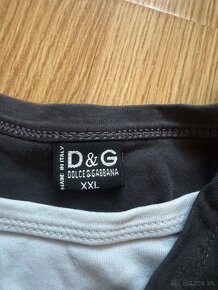 MADE IN ITALY
D&G
DOLCE&GABBANA
XXL
Bazos.sk